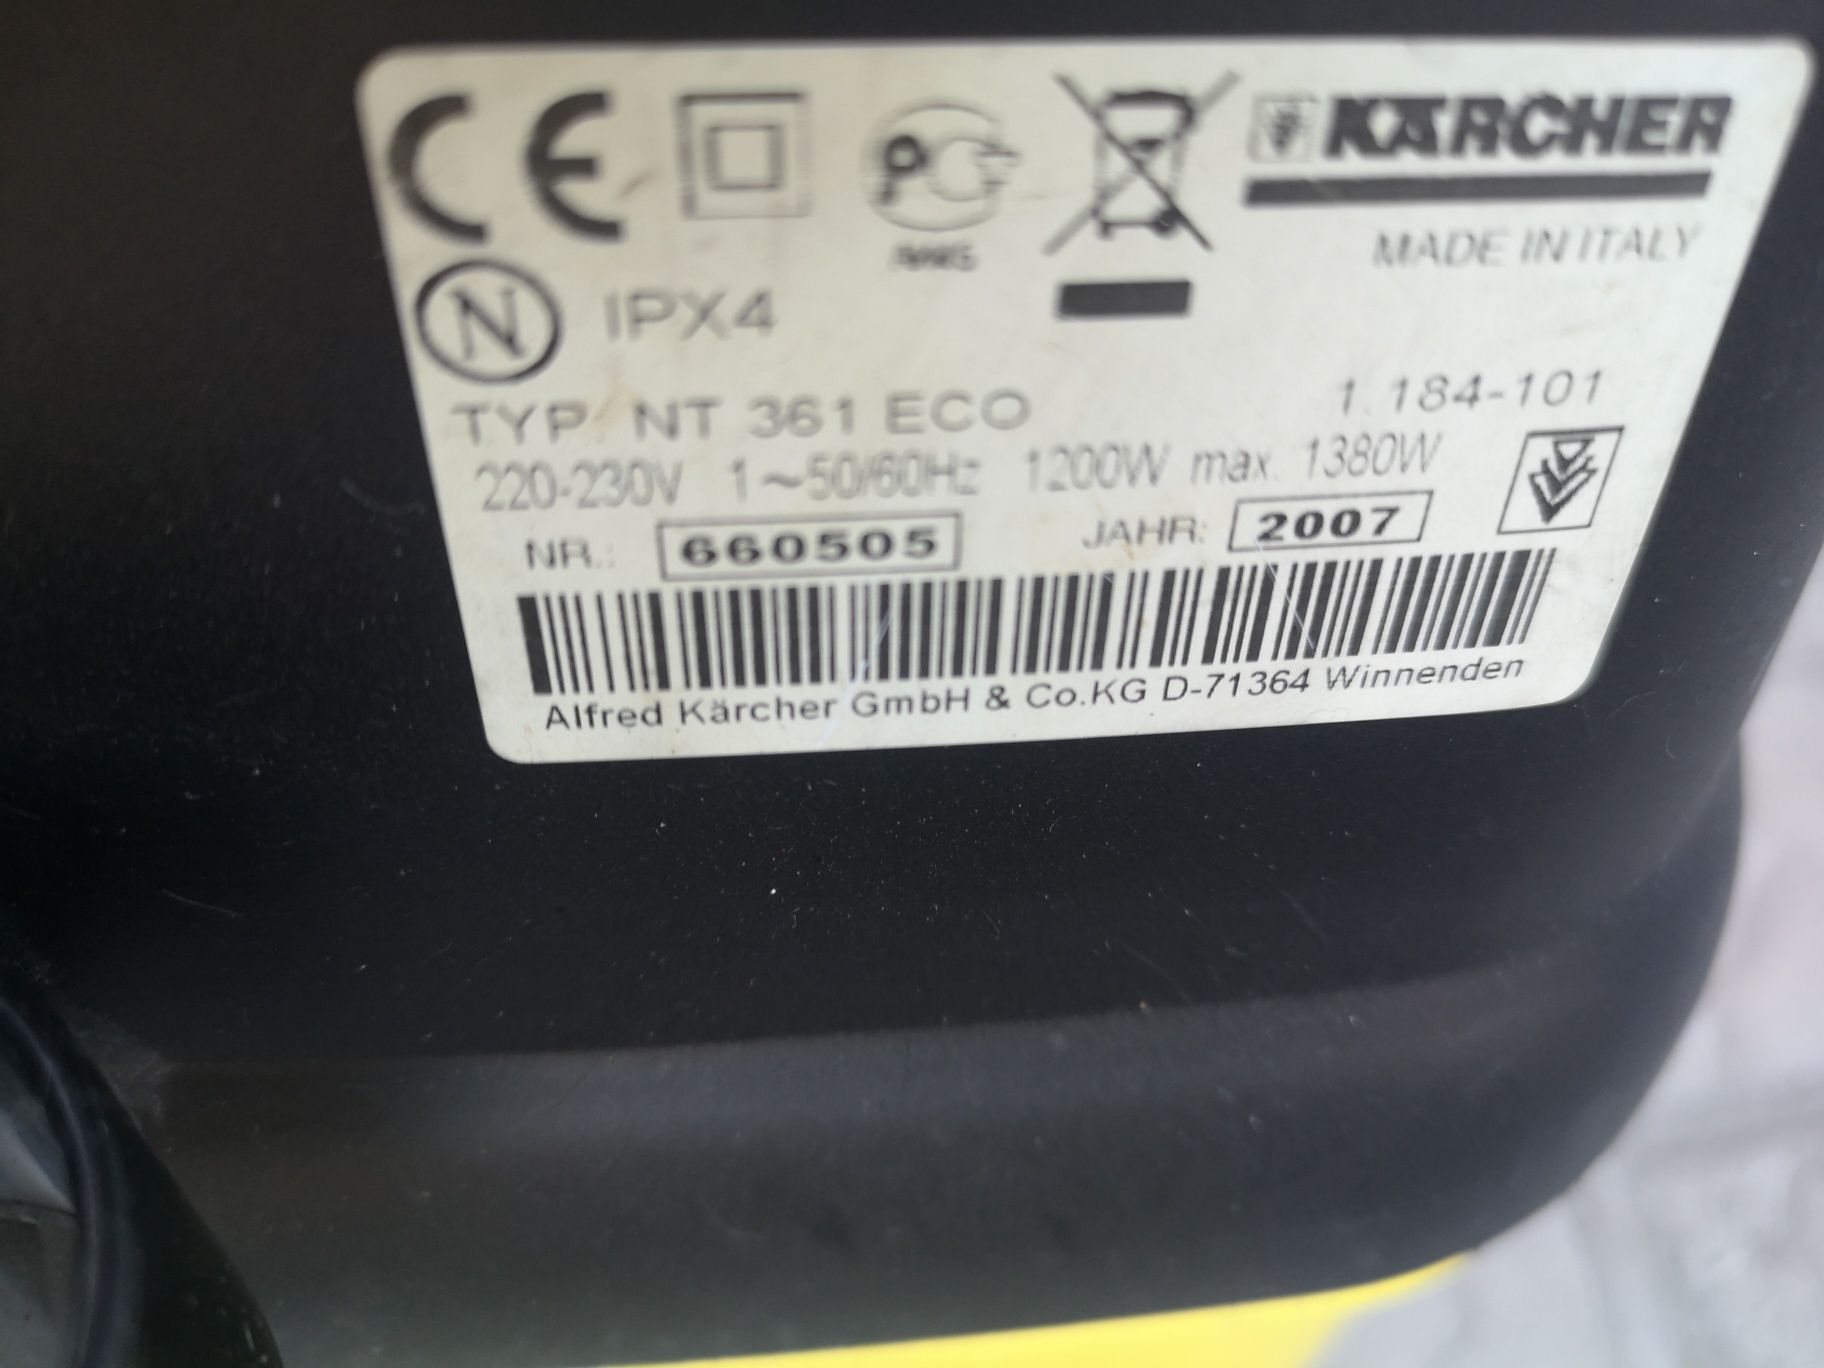 CE
PC
KÄRCHER
MADE IN ITALY
N IPX4
TYP. NT 361 ECO 1.184-101
220-230V 1~50/60Hz 1200W max. 1380W
NR.: 660505 JAHR: 2007
Alfred Kärcher GmbH & Co.KG D-71364 Winnenden